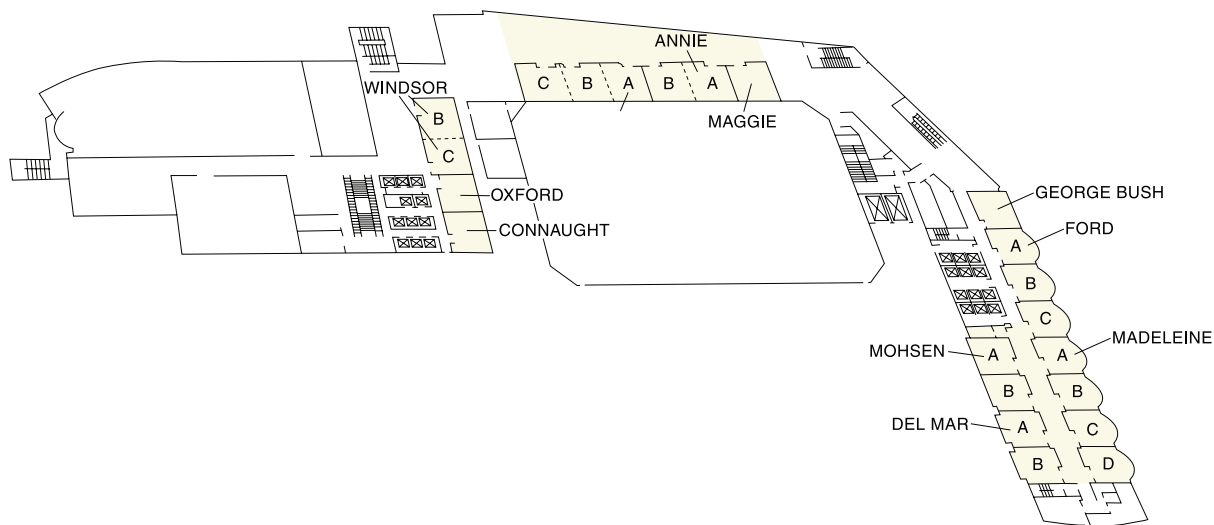 ANNIE
C B A B A
MAGGIE
WINDSOR
B
C
OXFORD
CONNAUGHT
GEORGE BUSH
FORD
A
B
C
MADELEINE
MOHSEN
A A
B B
DEL MAR
A C
B D